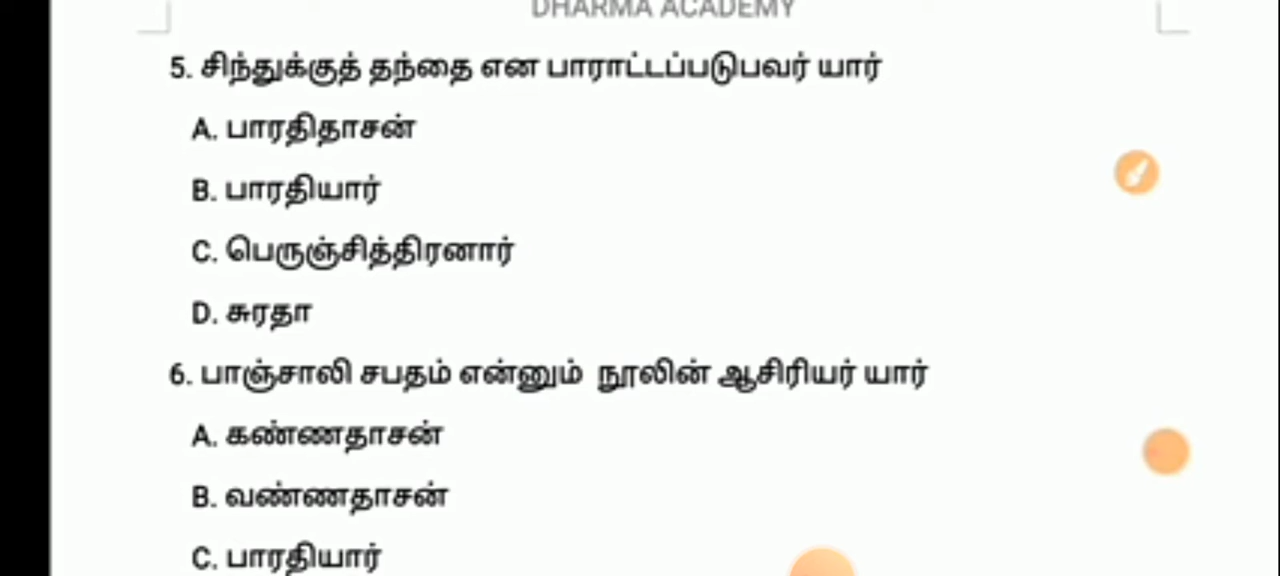 DHARMA ACADEMY
5. சிந்துக்குத் தந்தை என பாராட்டப்படுபவர் யார்
A. பாரதிதாசன்
B. பாரதியார்
C. பெருஞ்சித்திரனார்
D. சுரதா
6. பாஞ்சாலி சபதம் என்னும் நூலின் ஆசிரியர் யார்
A. கண்ணதாசன்
B. வண்ணதாசன்
C. பாரதியார்